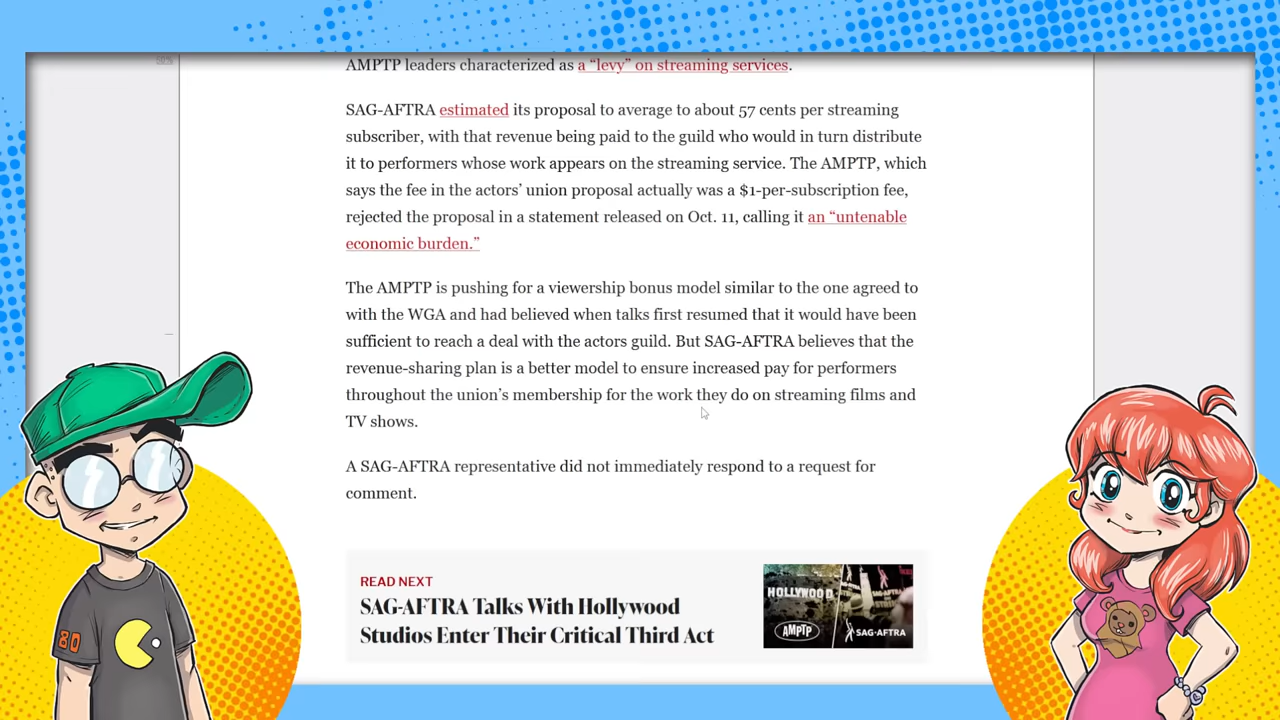 AMPTP leaders characterized as a “levy” on streaming services.
SAG-AFTRA estimated its proposal to average to about 57 cents per streaming
subscriber, with that revenue being paid to the guild who would in turn distribute
it to performers whose work appears on the streaming service. The AMPTP, which
says the fee in the actors’ union proposal actually was a $1-per-subscription fee,
rejected the proposal in a statement released on Oct. 11, calling it an “untenable
economic burden.”
The AMPTP is pushing for a viewership bonus model similar to the one agreed to
with the WGA and had believed when talks first resumed that it would have been
sufficient to reach a deal with the actors guild. But SAG-AFTRA believes that the
revenue-sharing plan is a better model to ensure increased pay for performers
throughout the union’s membership for the work they do on streaming films and
TV shows.
A SAG-AFTRA representative did not immediately respond to a request for
comment.
READ NEXT
SAG-AFTRA Talks With Hollywood
Studios Enter Their Critical Third Act
HOLLYWOOD
AMPTP
SAG·AFTRA
80